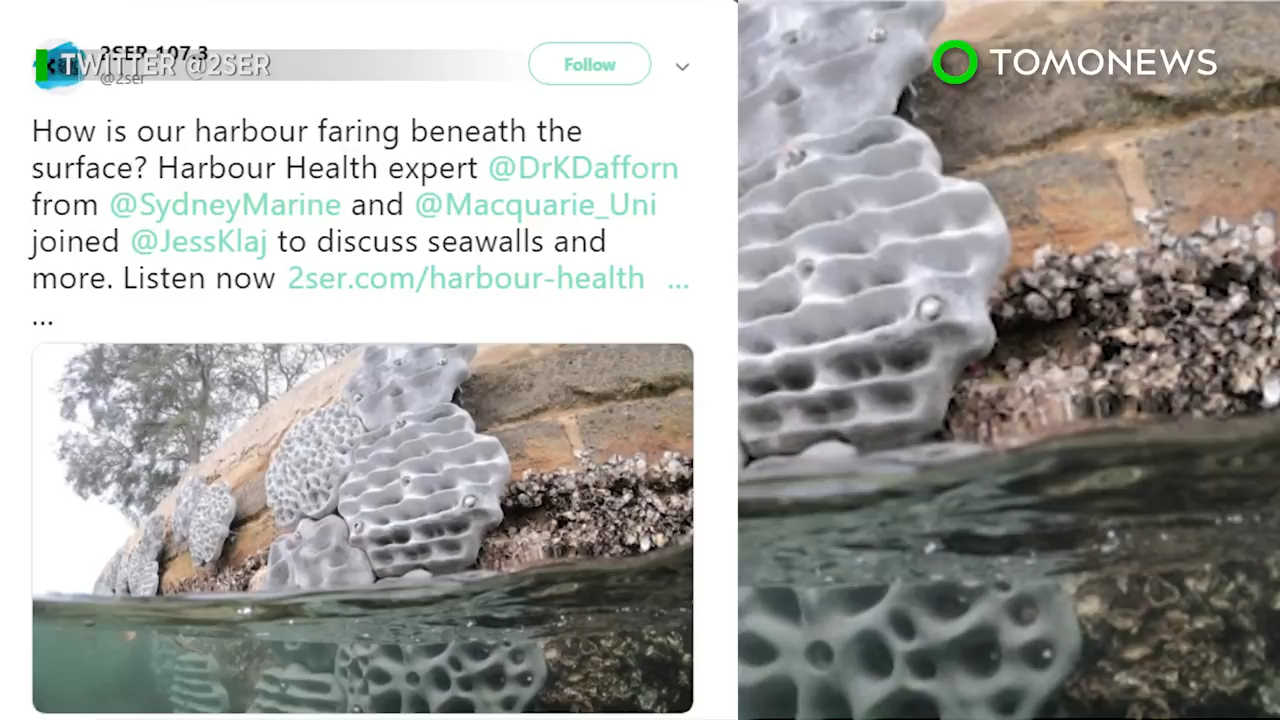 2SER 107.3
TWITTER @2SER
@2ser
Follow
TOMONEWS
How is our harbour faring beneath the
surface? Harbour Health expert @DrKDafforn
from @SydneyMarine and @Macquarie_Uni
joined @JessKlaj to discuss seawalls and
more. Listen now 2ser.com/harbour-health ...
...